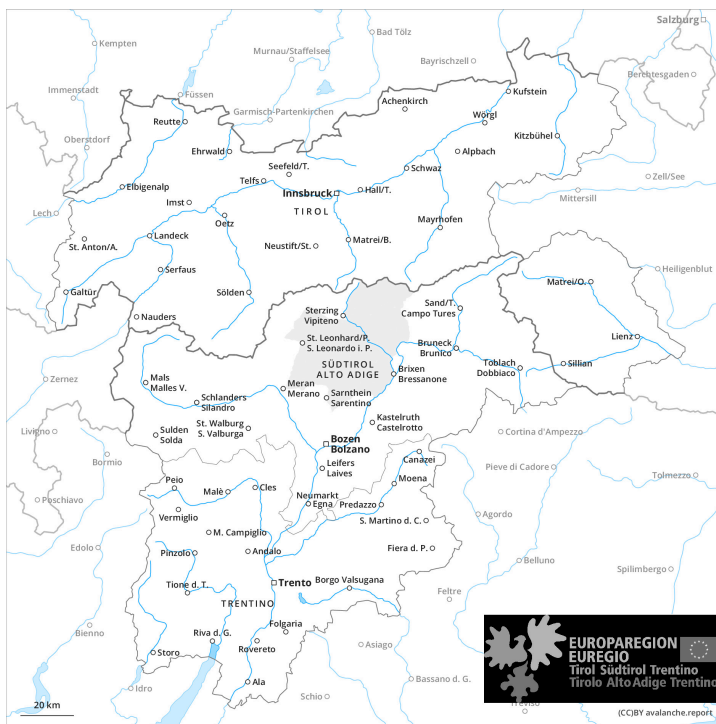 Salzburg
Kempten
Bad Tölz
Murnau/Staffelsee
Bayrischzell
Berchtesgaden
Immenstadt
Füssen
Achenkirch
Kufstein
Garmisch-Partenkirchen
Reutte
Wörgl
Oberstdorf
Kitzbühel
Ehrwald
Alpbach
Seefeld/T.
Schwaz
Zell/See
Telfs
Elbigenalp
Innsbruck
Hall/T.
Mittersill
Imst
TIROL
Lech
Oetz
Mayrhofen
Landeck
St. Anton/A.
Neustift/St.
Matrei/B.
Serfaus
Heiligenblut
Matrei/O.
Galtür
Sölden
Sand/T.
Campo Tures
Sterzing
Vipiteno
Nauders
Lienz
St. Leonhard/P.
S. Leonardo i. P.
Bruneck
Brunico
SÜDTIROL
ALTO ADIGE
Toblach
Dobbiaco
Sillian
Brixen
Bressanone
Zernez
Mals
Malles V.
Meran
Merano
Schlanders
Silandro
Sarnthein
Sarentino
St. Walburg
S. Valburga
Kastelruth
Castelrotto
Livigno
Sulden
Solda
Cortina d'Ampezzo
Bozen
Bolzano
Bormio
Canazei
Leifers
Laives
Pieve di Cadore
Peio
Tolmezzo
Moena
Malè
Cles
Poschiavo
Neumarkt
Egna
Predazzo
Vermiglio
Agordo
S. Martino d. C.
M. Campiglio
Edolo
Pinzolo
Andalo
Fiera d. P.
Belluno
Spilimbergo
Tione d. T.
Trento
Borgo Valsugana
Feltre
TRENTINO
Bienno
Folgaria
Riva d. G.
Rovereto
Asiago
Storo
EUROPAREGION
EUREGIO
Tirol Südtirol Trentino
Tirolo Alto Adige Trentino
Idro
Ala
Bassano d. G.
Schio
Treviso
20 km
(CC)BY avalanche.report